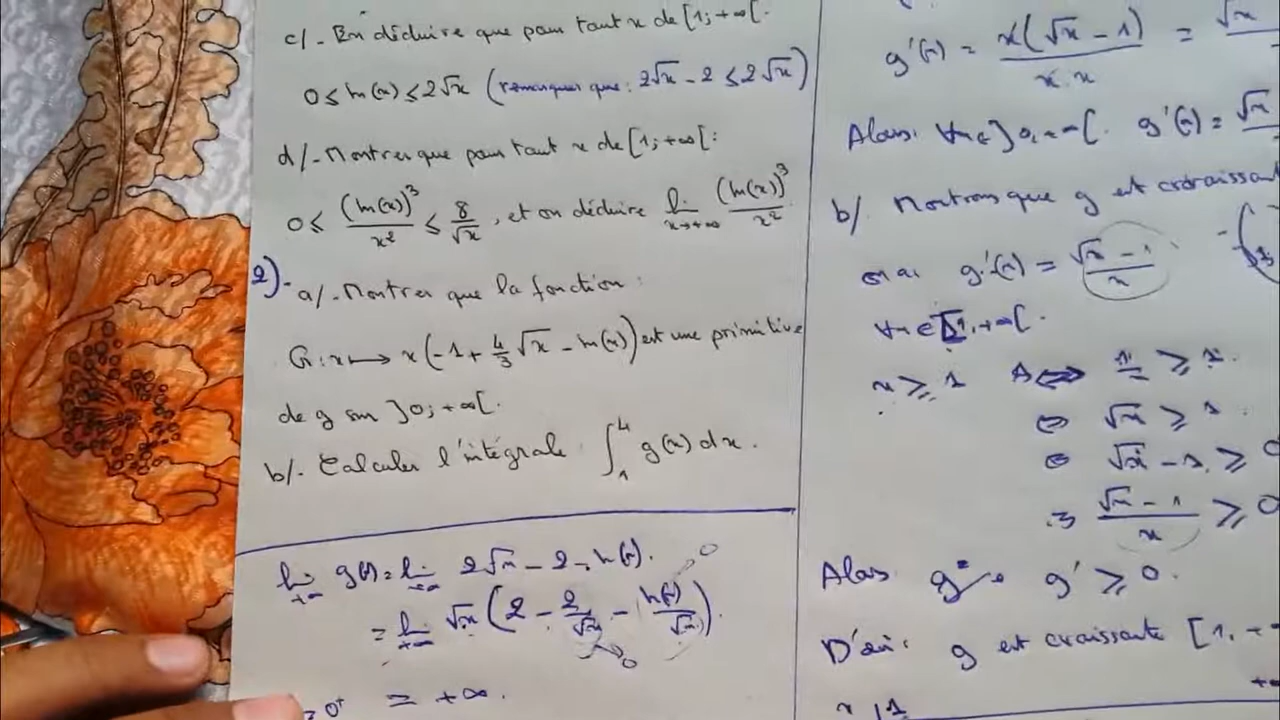 c/- En déduire que pour tout x de [1; +∞[.
0 ≤ ln(x) ≤ 2√x (remarquer que: 2√x - 2 ≤ 2√x)
d/- Montrer que pour tout x de [1; +∞[:
0 ≤ (ln(x))³/x² ≤ 8/√x, et en déduire lim x→+∞ (ln(x))³/x²
2)-
a/- Montrer que la fonction:
G: x ↦ x(-1 + 4/3 √x - ln(x)) est une primitive
de g sur ]0; +∞[.
b/- Calculer l'intégrale ∫₁⁴ g(x) dx.
lim +∞ g(x) = lim +∞ 2√x - 2 - ln(x).
= lim +∞ √x (2 - 2/√x - ln(x)/√x).
= +∞.
g'(x) = x(√x - 1)/x.x = √x
Alors: ∀x∈]0, +∞[. g'(x) = √x
b/ Montrons que g est croissant
on a: g'(x) = √x - 1/x
∀x∈[1, +∞[.
x ≥ 1
⇔ √x ≥ 1
⇔ √x - 1 ≥ 0
√x - 1/x ≥ 0
Alors g' ≥ 0.
D'où: g est croissante [1, +